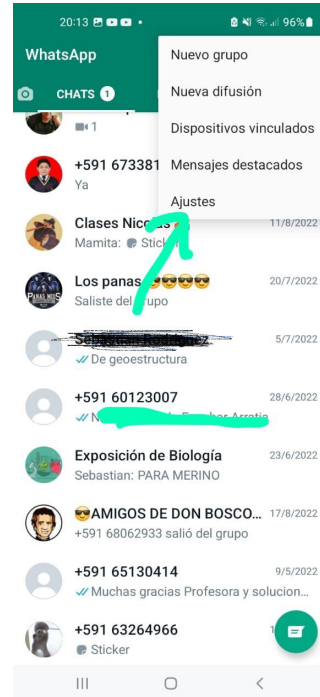 20:13
96%
WhatsApp
Nuevo grupo
Nueva difusión
Dispositivos vinculados
Mensajes destacados
Ajustes
CHATS 1
1
+591 673381
Ya
Clases Nicolás 11/8/2022
Mamita: Sticker
Los panas 😎😎😎😎 20/7/2022
Saliste del grupo
PANAS
5/7/2022
De geoestructura
+591 60123007 28/6/2022
Exposición de Biología 23/6/2022
Sebastian: PARA MERINO
😎AMIGOS DE DON BOSCO... 17/8/2022
+591 68062933 salió del grupo
+591 65130414 9/5/2022
Muchas gracias Profesora y solucion...
+591 63264966
Sticker